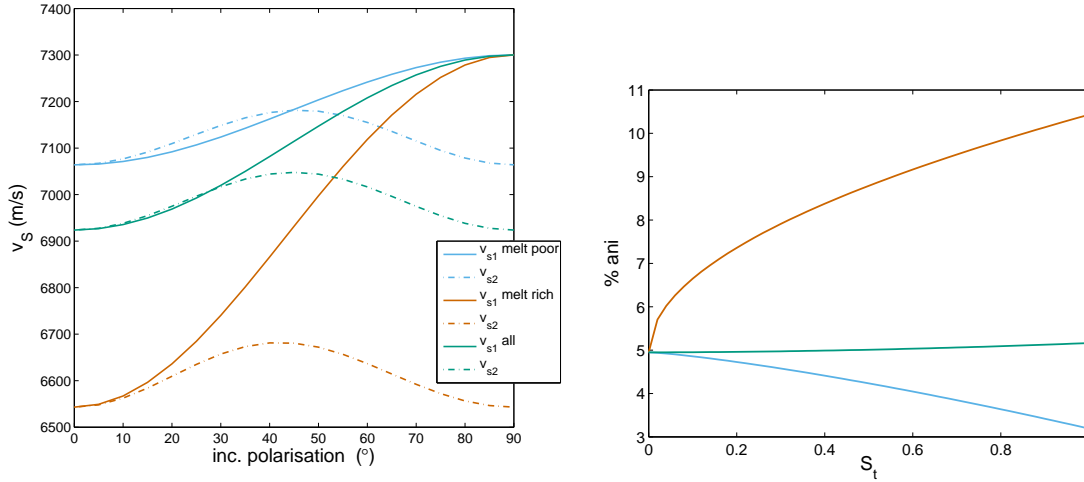 7400
7300
7200
7100
7000
6900
6800
6700
6600
6500
v_S (m/s)
0 10 20 30 40 50 60 70 80 90
inc. polarisation (°)
v_s1 melt poor
v_s2
v_s1 melt rich
v_s2
v_s1 all
v_s2
11
10
9
8
7
6
5
4
3
% ani
0 0.2 0.4 0.6 0.8
S_t